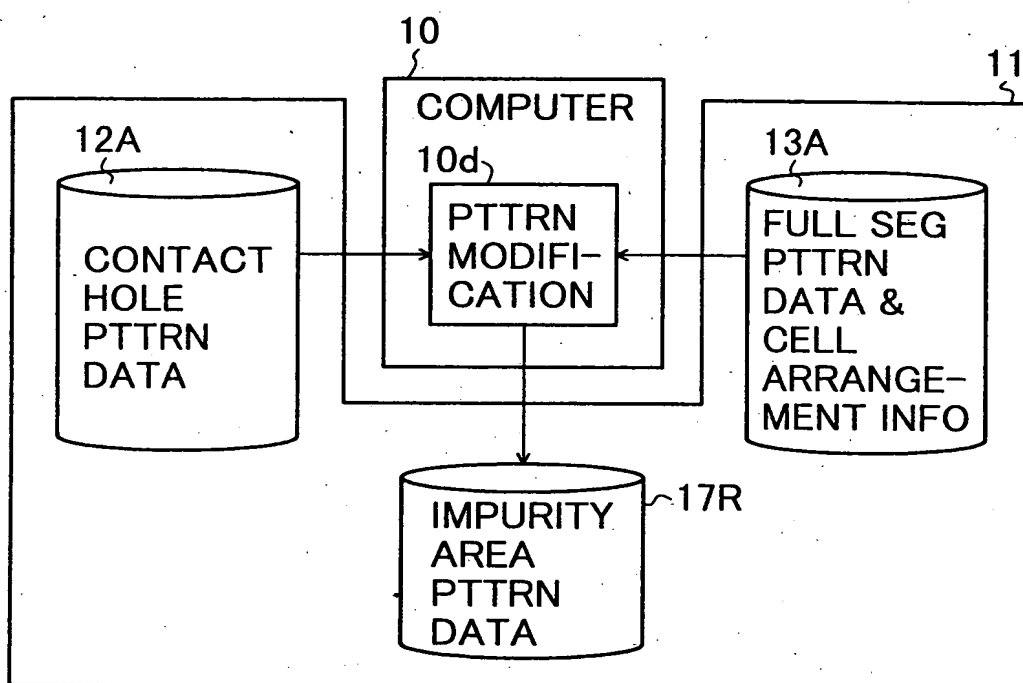 10
COMPUTER
11
12A
CONTACT
HOLE
PTTRN
DATA
10d
PTTRN
MODIFI-
CATION
13A
FULL SEG
PTTRN
DATA &
CELL
ARRANGE-
MENT INFO
17R
IMPURITY
AREA
PTTRN
DATA